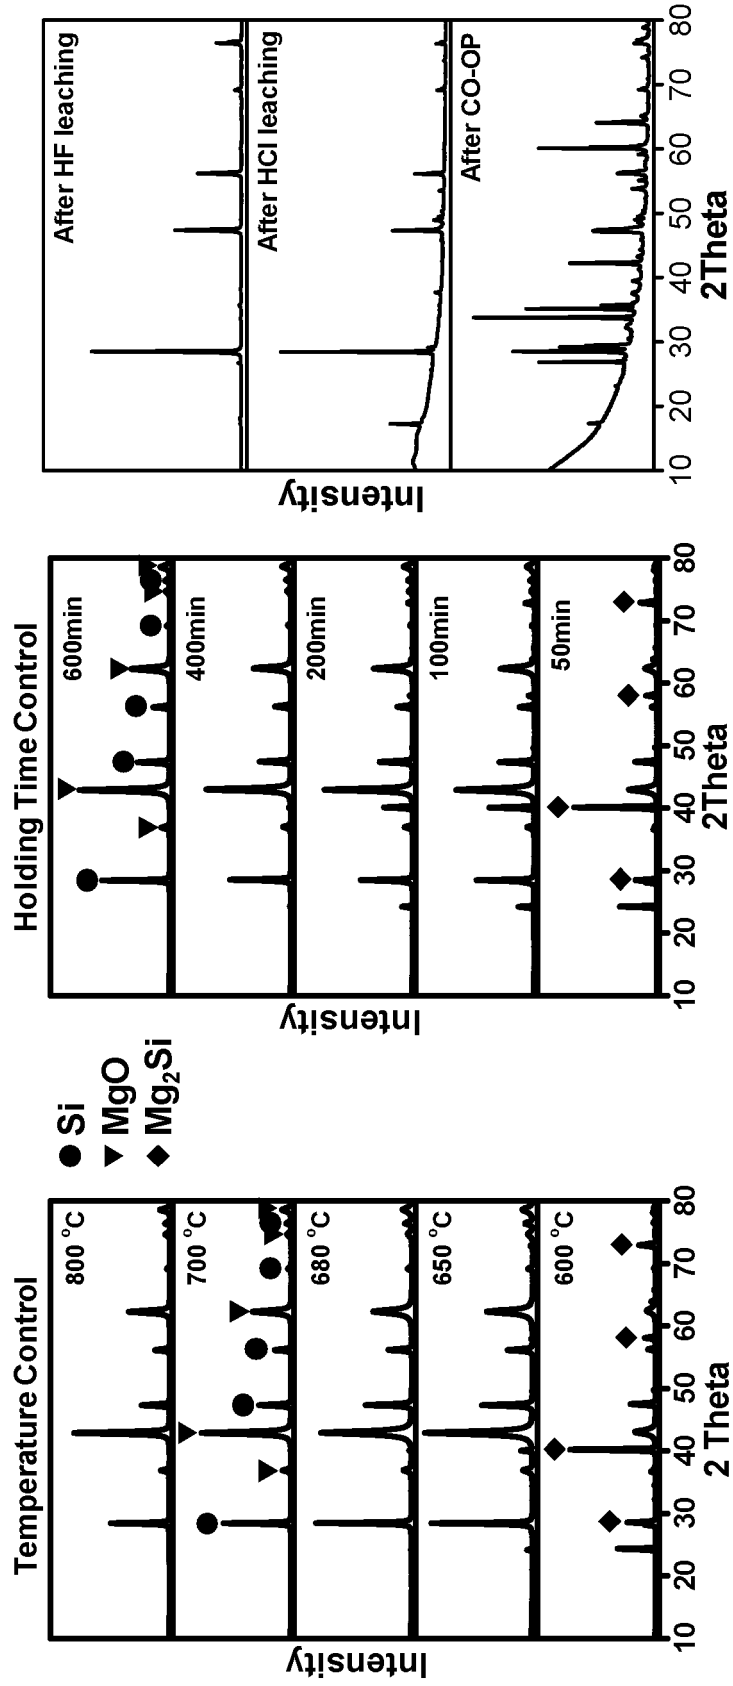 Temperature Control
Intensity
800 °C
700 °C
680 °C
650 °C
600 °C
10 20 30 40 50 60 70 80
2 Theta
Si
MgO
Mg₂Si
Holding Time Control
Intensity
600min
400min
200min
100min
50min
10 20 30 40 50 60 70 80
2Theta
Intensity
After HF leaching
After HCl leaching
After CO-OP
10 20 30 40 50 60 70 80
2Theta